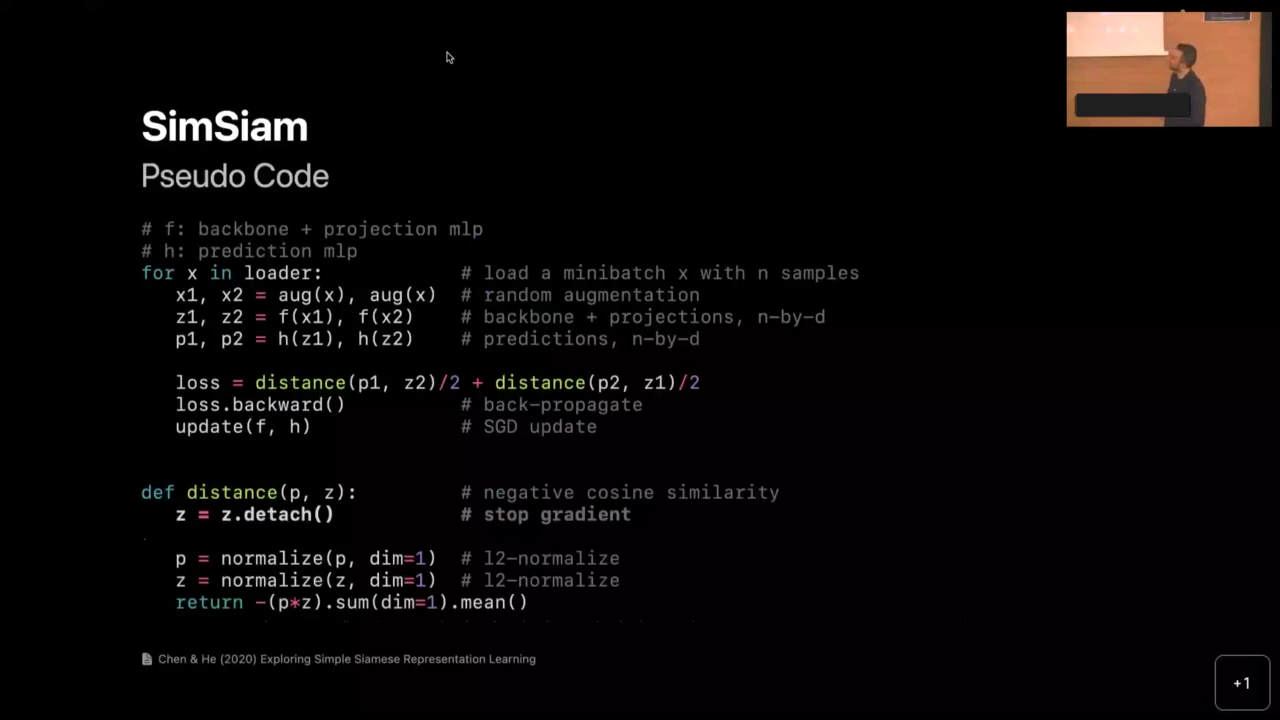 SimSiam
Pseudo Code
# f: backbone + projection mlp
# h: prediction mlp
for x in loader: # load a minibatch x with n samples
x1, x2 = aug(x), aug(x) # random augmentation
z1, z2 = f(x1), f(x2) # backbone + projections, n-by-d
p1, p2 = h(z1), h(z2) # predictions, n-by-d
loss = distance(p1, z2)/2 + distance(p2, z1)/2
loss.backward() # back-propagate
update(f, h) # SGD update
def distance(p, z): # negative cosine similarity
z = z.detach() # stop gradient
p = normalize(p, dim=1) # l2-normalize
z = normalize(z, dim=1) # l2-normalize
return -(p*z).sum(dim=1).mean()
Chen & He (2020) Exploring Simple Siamese Representation Learning
+1